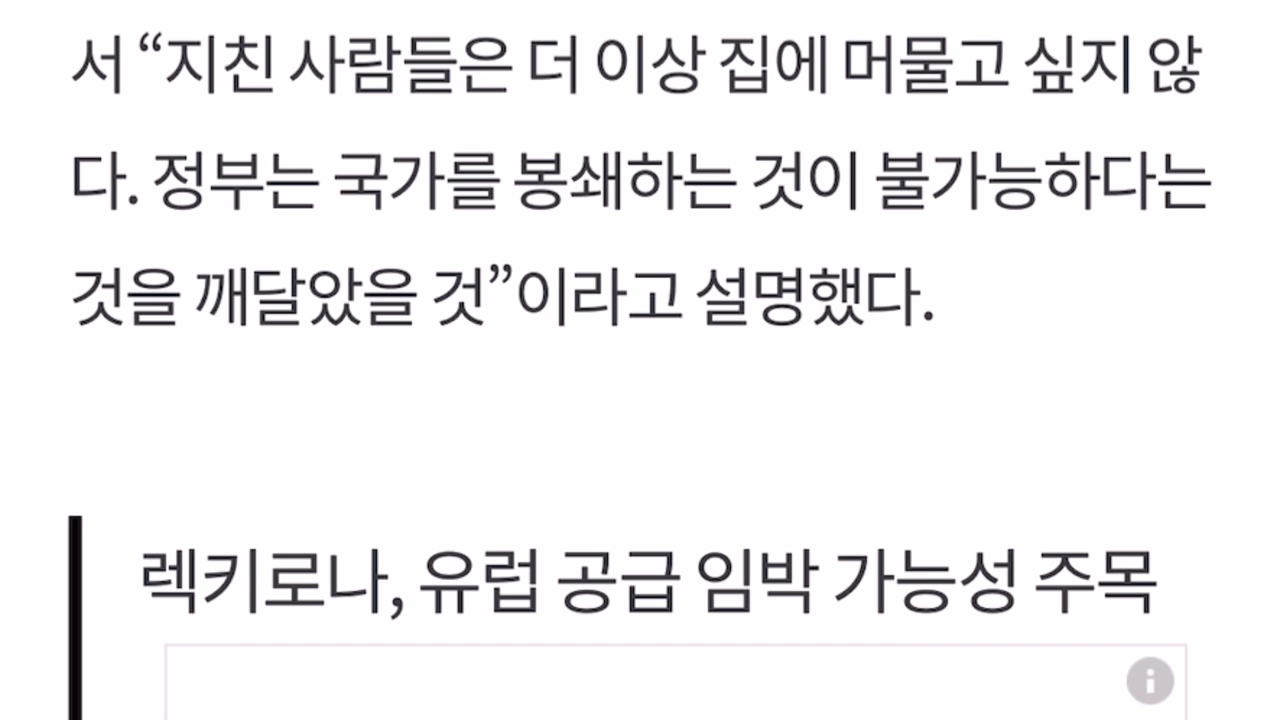 서 “지친 사람들은 더 이상 집에 머물고 싶지 않
다. 정부는 국가를 봉쇄하는 것이 불가능하다는
것을 깨달았을 것”이라고 설명했다.
렉키로나, 유럽 공급 임박 가능성 주목